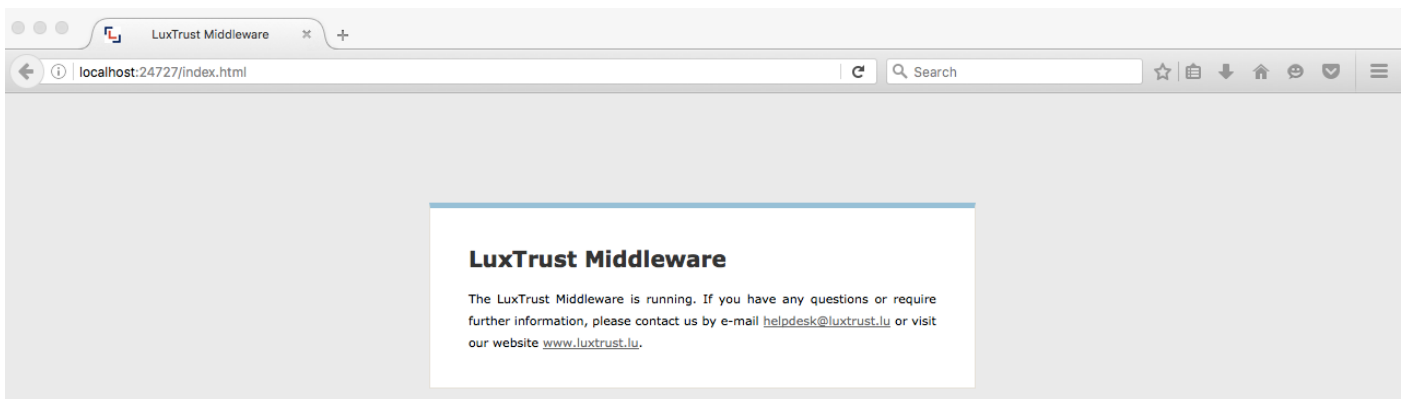 LuxTrust Middleware
localhost:24727/index.html
Search
LuxTrust Middleware
The LuxTrust Middleware is running. If you have any questions or require
further information, please contact us by e-mail helpdesk@luxtrust.lu or visit
our website www.luxtrust.lu.